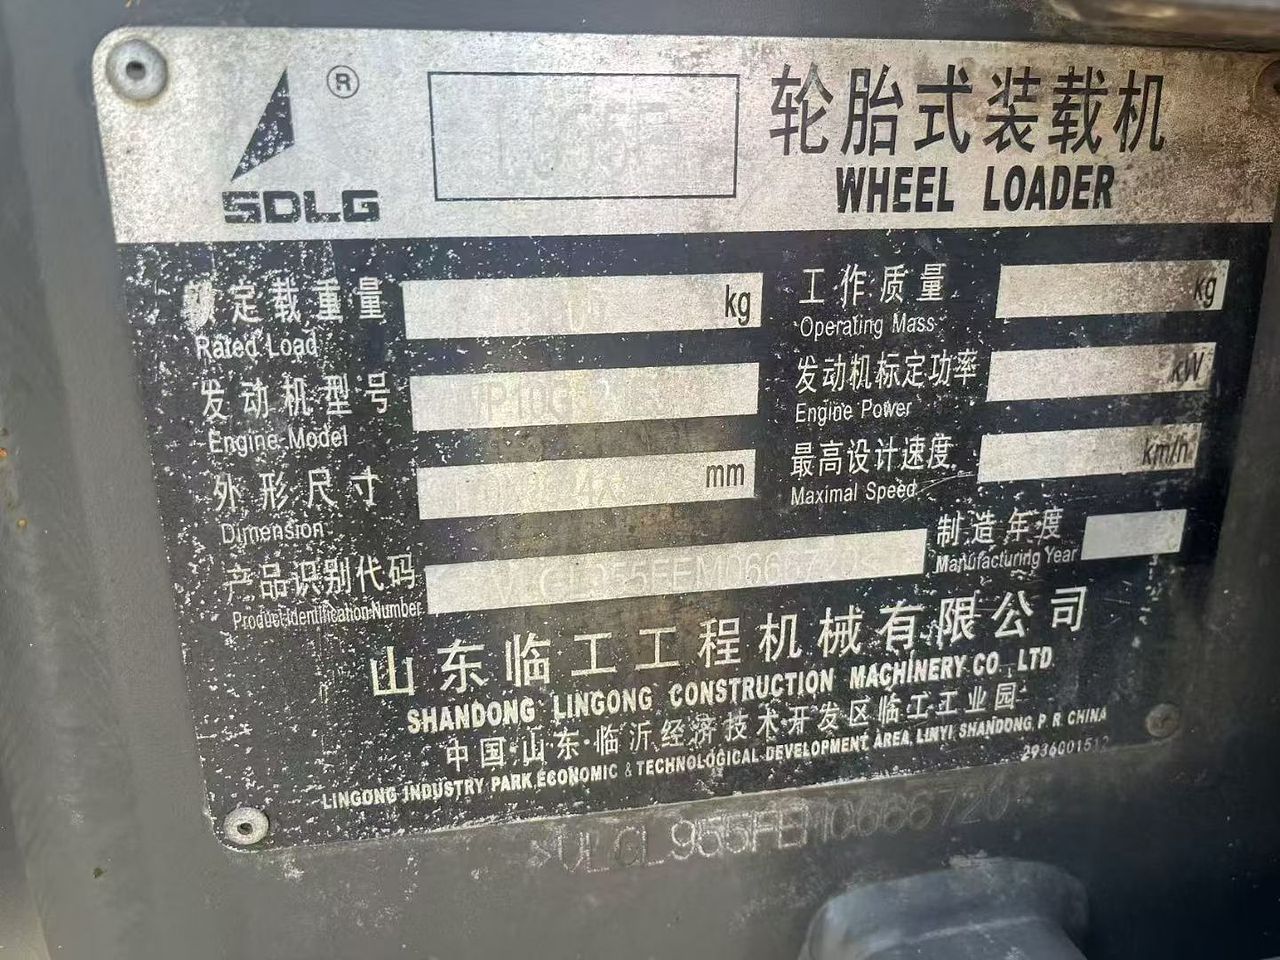 ®
SDLG
轮胎式装载机
WHEEL LOADER
额定载重量 kg
Rated Load
工作质量 kg
Operating Mass
发动机型号
Engine Model
发动机标定功率 kW
Engine Power
外形尺寸 mm
Dimension
最高设计速度 km/h
Maximal Speed
产品识别代码
Product Identification Number
制造年度
Manufacturing Year
山东临工工程机械有限公司
SHANDONG LINGONG CONSTRUCTION MACHINERY CO. LTD
中国·山东·临沂经济技术开发区临工工业园
LINGONG INDUSTRY PARK, ECONOMIC & TECHNOLOGICAL DEVELOPMENT AREA, LINYI SHANDONG, P. R. CHINA
2936001512